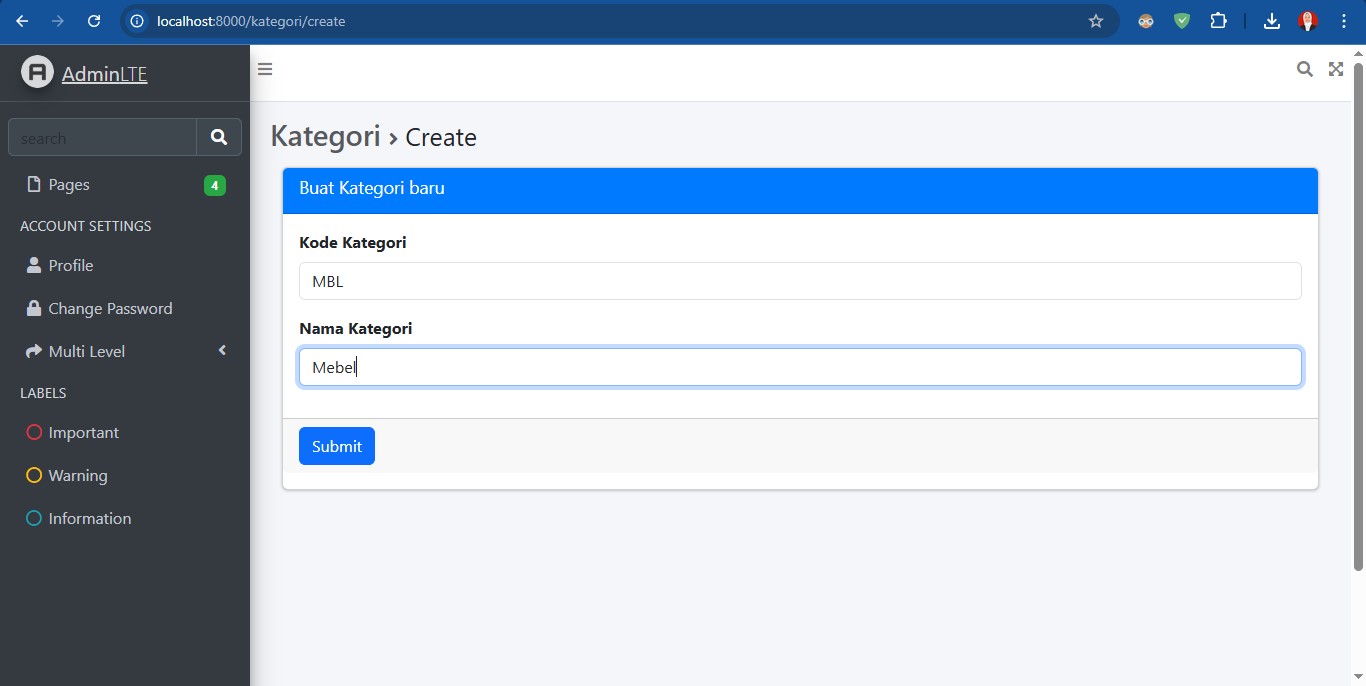 localhost:8000/kategori/create
AdminLTE
search
Pages
4
ACCOUNT SETTINGS
Profile
Change Password
Multi Level
LABELS
Important
Warning
Information
Kategori › Create
Buat Kategori baru
Kode Kategori
MBL
Nama Kategori
Mebel
Submit